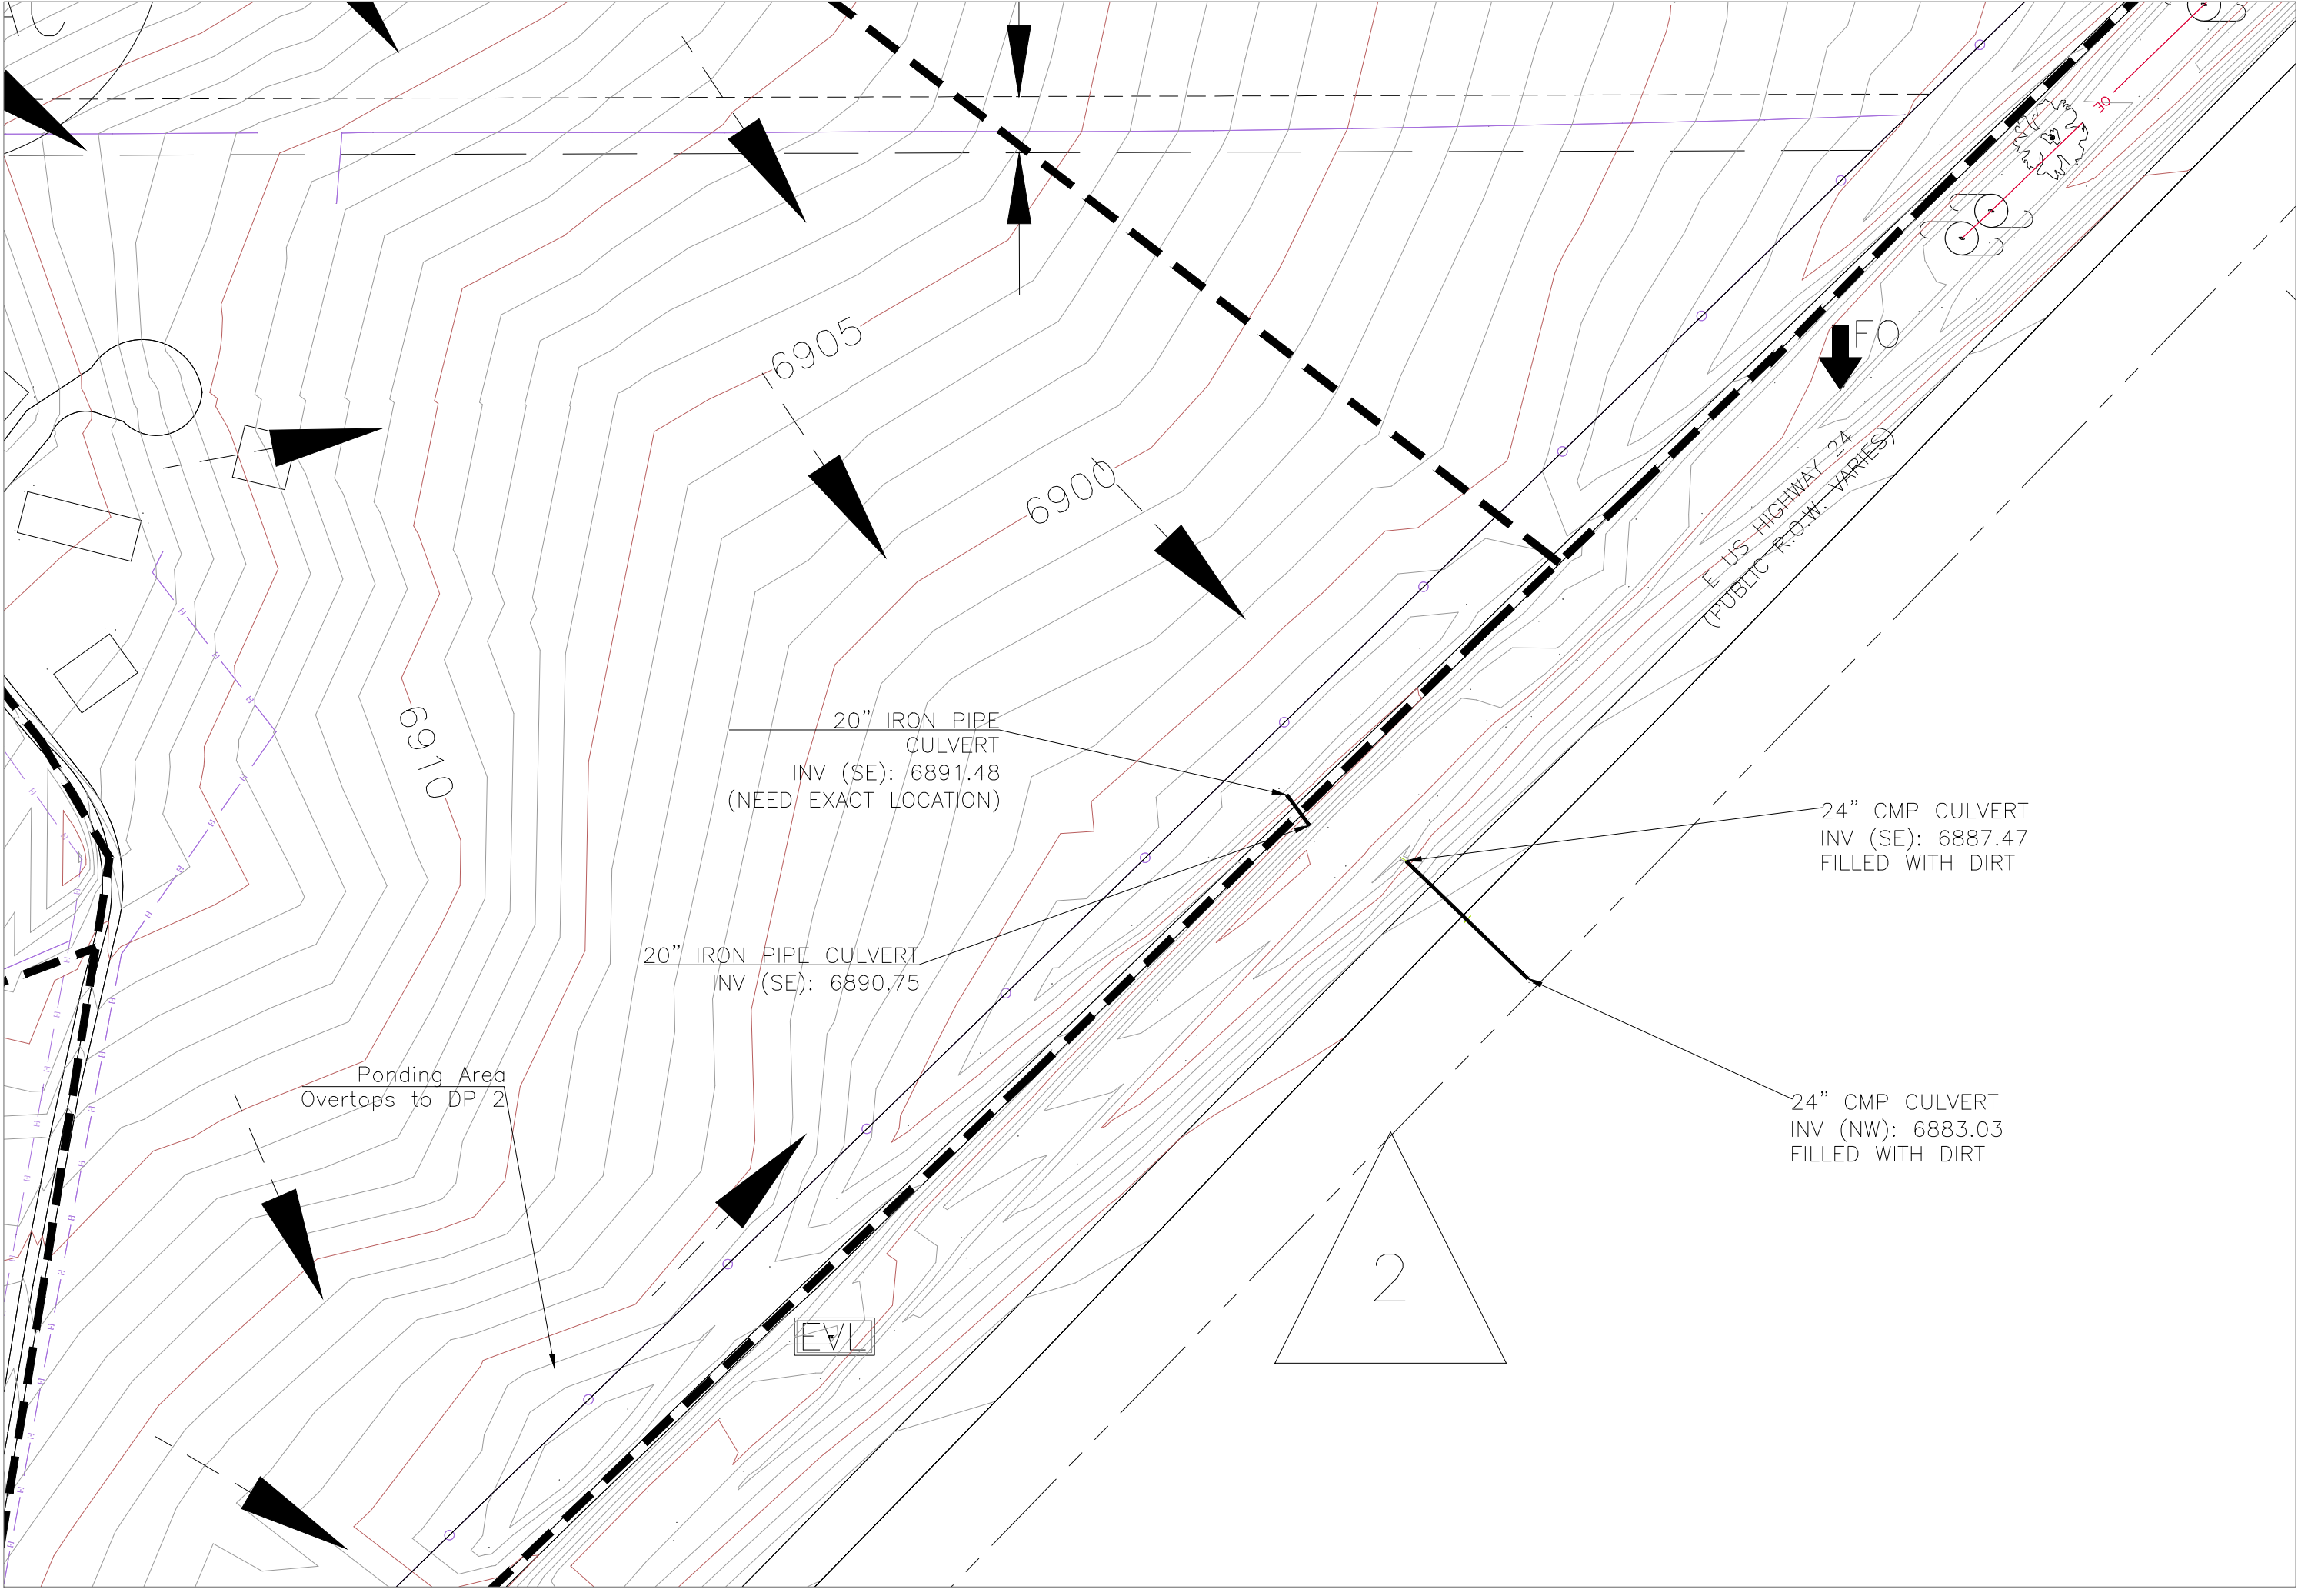 30
FO
E US HIGHWAY 24
(PUBLIC R.O.W. VARIES)
6905
6900
6910
20" IRON PIPE
CULVERT
INV (SE): 6891.48
(NEED EXACT LOCATION)
24" CMP CULVERT
INV (SE): 6887.47
FILLED WITH DIRT
20" IRON PIPE CULVERT
INV (SE): 6890.75
Ponding Area
Overtops to DP 2
24" CMP CULVERT
INV (NW): 6883.03
FILLED WITH DIRT
2
EVL
H H H H H H H